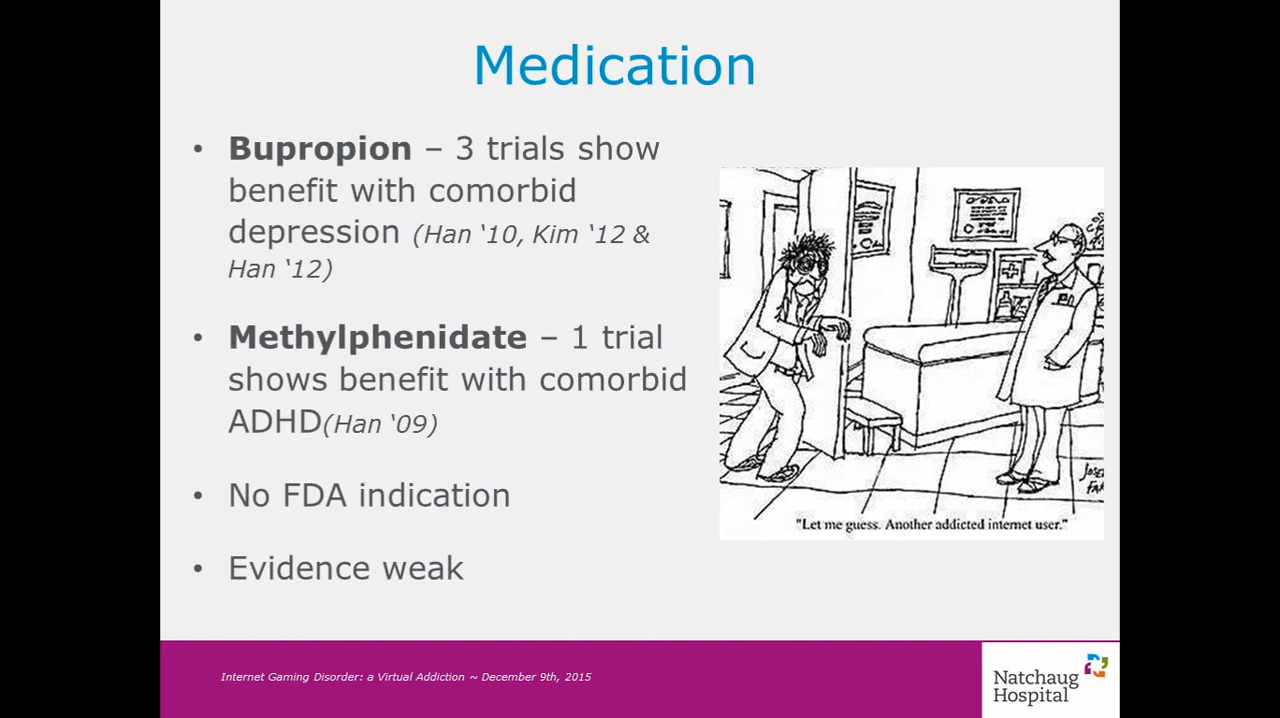 Medication
• Bupropion – 3 trials show
benefit with comorbid
depression (Han ‘10, Kim ‘12 &
Han ‘12)
• Methylphenidate – 1 trial
shows benefit with comorbid
ADHD(Han ‘09)
• No FDA indication
• Evidence weak
"Let me guess. Another addicted internet user."
Internet Gaming Disorder: a Virtual Addiction ~ December 9th, 2015
Natchaug
Hospital